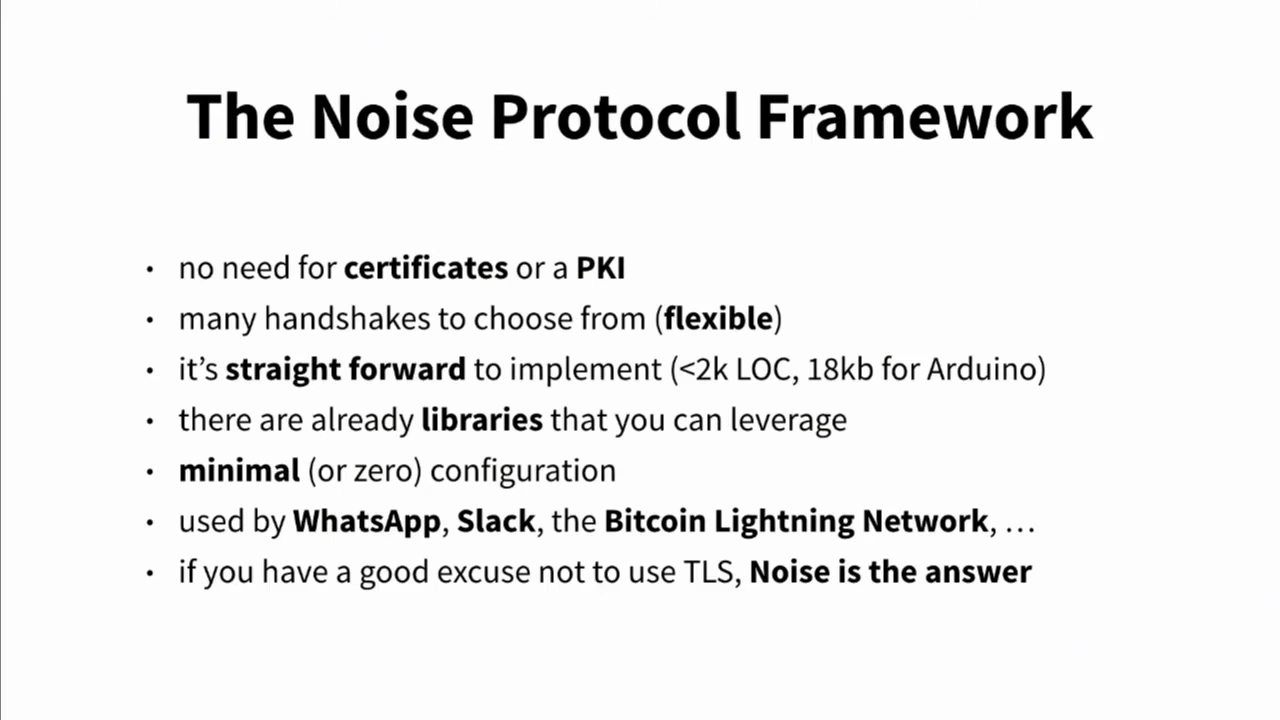 The Noise Protocol Framework
• no need for certificates or a PKI
• many handshakes to choose from (flexible)
• it’s straight forward to implement (<2k LOC, 18kb for Arduino)
• there are already libraries that you can leverage
• minimal (or zero) configuration
• used by WhatsApp, Slack, the Bitcoin Lightning Network, …
• if you have a good excuse not to use TLS, Noise is the answer